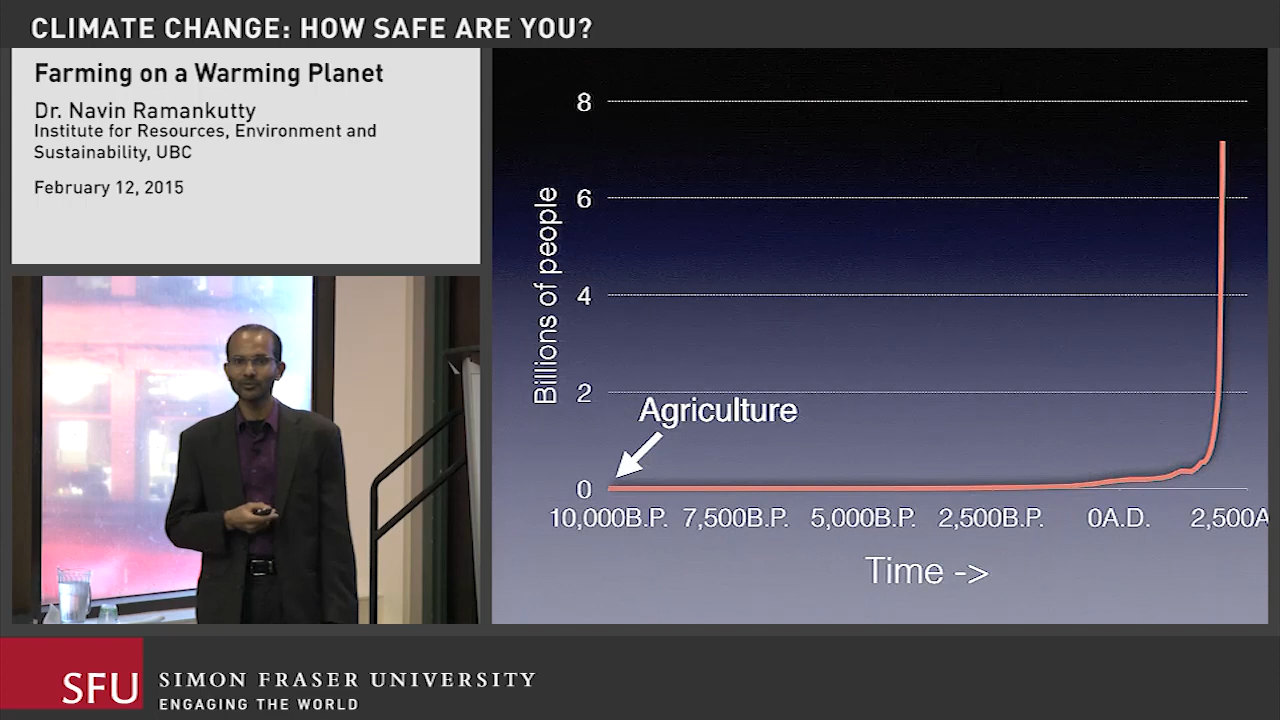 CLIMATE CHANGE: HOW SAFE ARE YOU?
Farming on a Warming Planet
Dr. Navin Ramankutty
Institute for Resources, Environment and
Sustainability, UBC
February 12, 2015
8
6
4
2
0
Billions of people
Agriculture
10,000B.P. 7,500B.P. 5,000B.P. 2,500B.P. 0A.D. 2,500A
Time ->
SFU
SIMON FRASER UNIVERSITY
ENGAGING THE WORLD